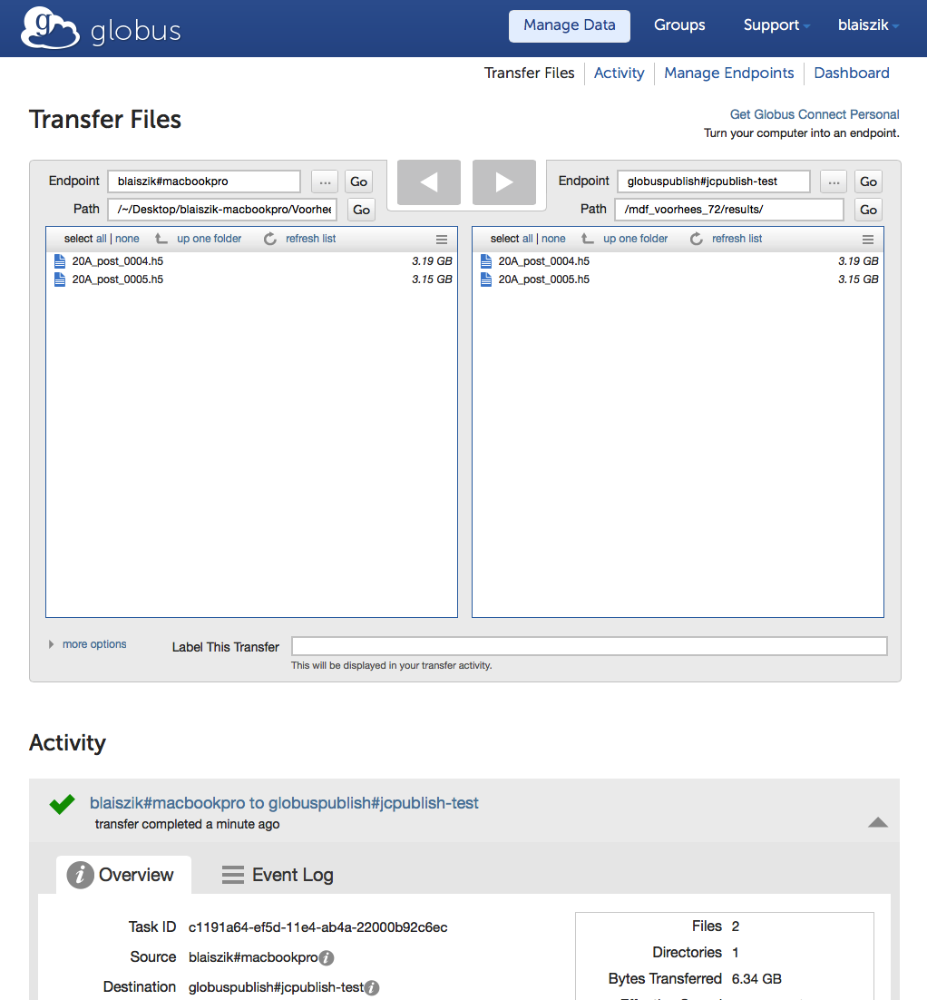 globus
Manage Data Groups Support blaiszik
Transfer Files Activity Manage Endpoints Dashboard
Transfer Files
Get Globus Connect Personal
Turn your computer into an endpoint.
Endpoint blaiszik#macbookpro ... Go
Path /~/Desktop/blaiszik-macbookpro/Voorhee Go
Endpoint globuspublish#jcpublish-test ... Go
Path /mdf_voorhees_72/results/ Go
select all | none up one folder refresh list
20A_post_0004.h5 3.19 GB
20A_post_0005.h5 3.15 GB
select all | none up one folder refresh list
20A_post_0004.h5 3.19 GB
20A_post_0005.h5 3.15 GB
more options
Label This Transfer
This will be displayed in your transfer activity.
Activity
blaiszik#macbookpro to globuspublish#jcpublish-test
transfer completed a minute ago
Overview Event Log
Task ID c1191a64-ef5d-11e4-ab4a-22000b92c6ec
Source blaiszik#macbookpro
Destination globuspublish#jcpublish-test
Files 2
Directories 1
Bytes Transferred 6.34 GB